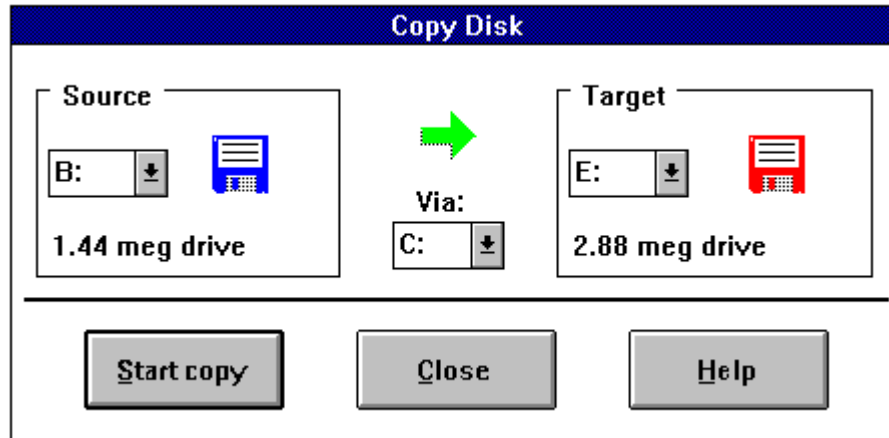 Copy Disk
Source
B:
1.44 meg drive
Via:
C:
Target
E:
2.88 meg drive
Start copy
Close
Help